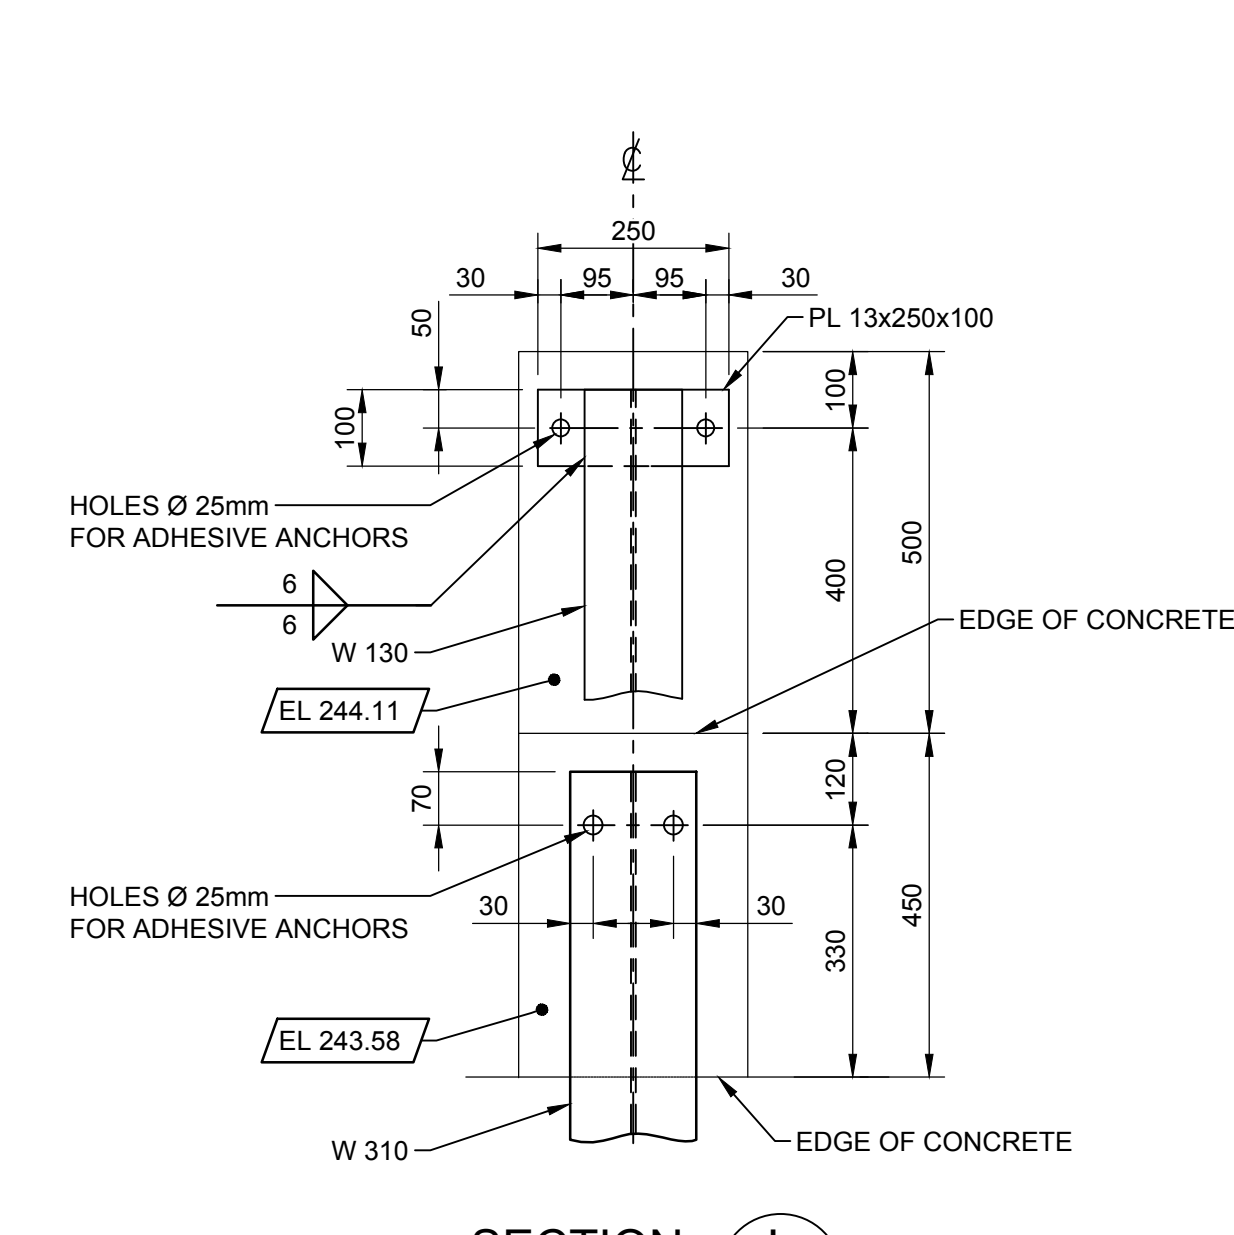 ℄
250
30
95
95
30
50
PL 13x250x100
100
100
HOLES Ø 25mm
FOR ADHESIVE ANCHORS
500
400
6
6
EDGE OF CONCRETE
W 130
EL 244.11
70
120
HOLES Ø 25mm
FOR ADHESIVE ANCHORS
30
30
450
330
EL 243.58
W 310
EDGE OF CONCRETE
SECTION